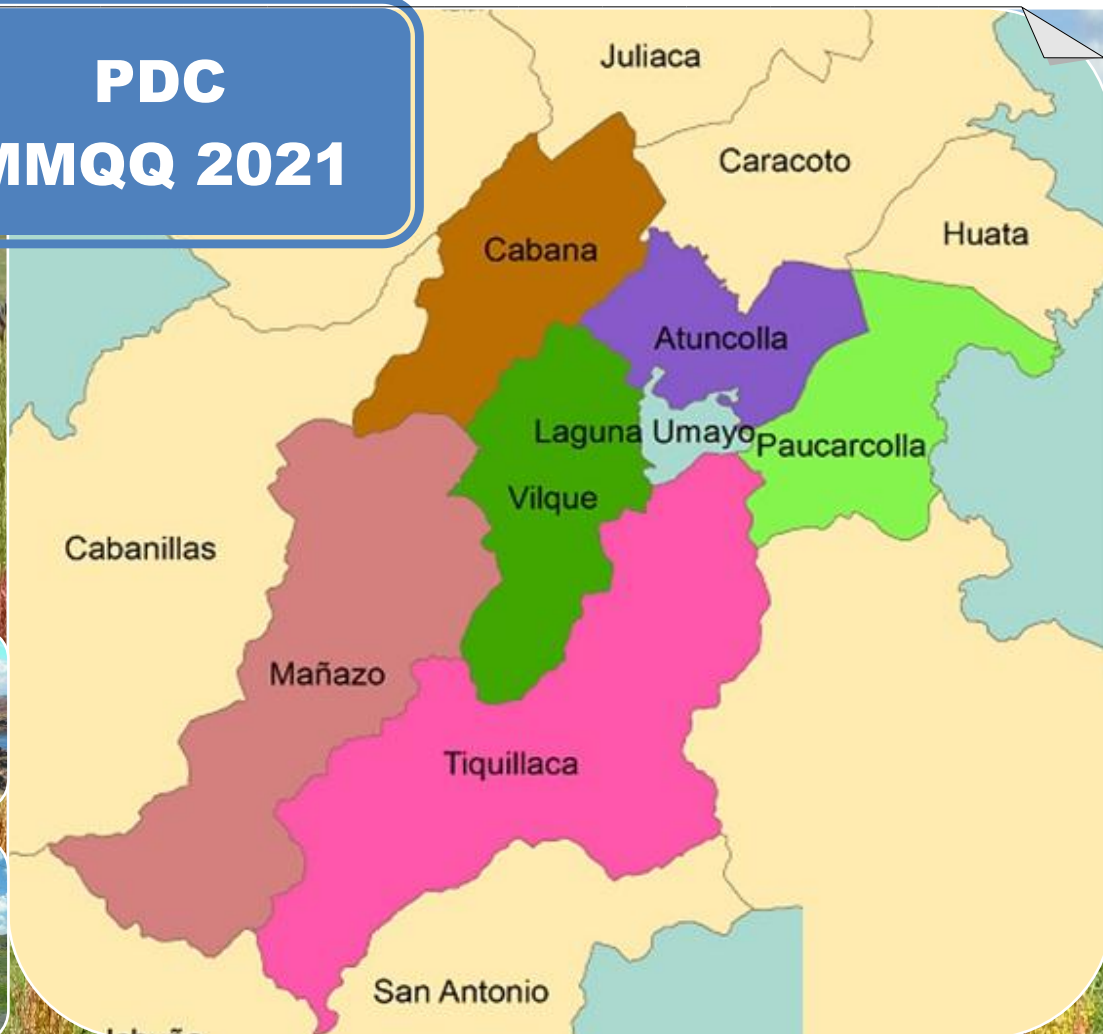 PDC
MMQQ 2021
Juliaca
Caracoto
Huata
Cabana
Atuncolla
Laguna Umayo
Paucarcolla
Vilque
Cabanillas
Mañazo
Tiquillaca
San Antonio